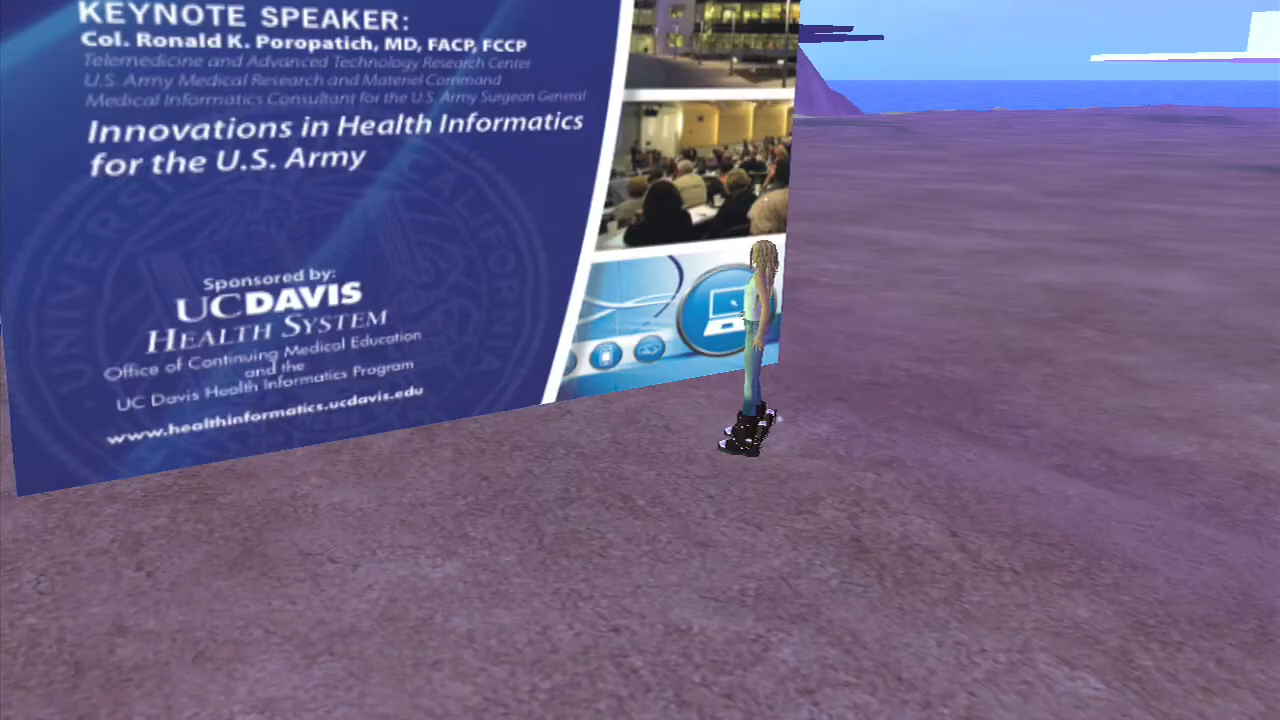 KEYNOTE SPEAKER:
Col. Ronald K. Poropatich, MD, FACP, FCCP
Telemedicine and Advanced Technology Research Center
U.S. Army Medical Research and Materiel Command
Medical Informatics Consultant for the U.S. Army Surgeon General
Innovations in Health Informatics
for the U.S. Army
UNIVERSITY CALIFORNIA
Sponsored by:
UCDAVIS
HEALTH SYSTEM
Office of Continuing Medical Education
and the
UC Davis Health Informatics Program
www.healthinformatics.ucdavis.edu